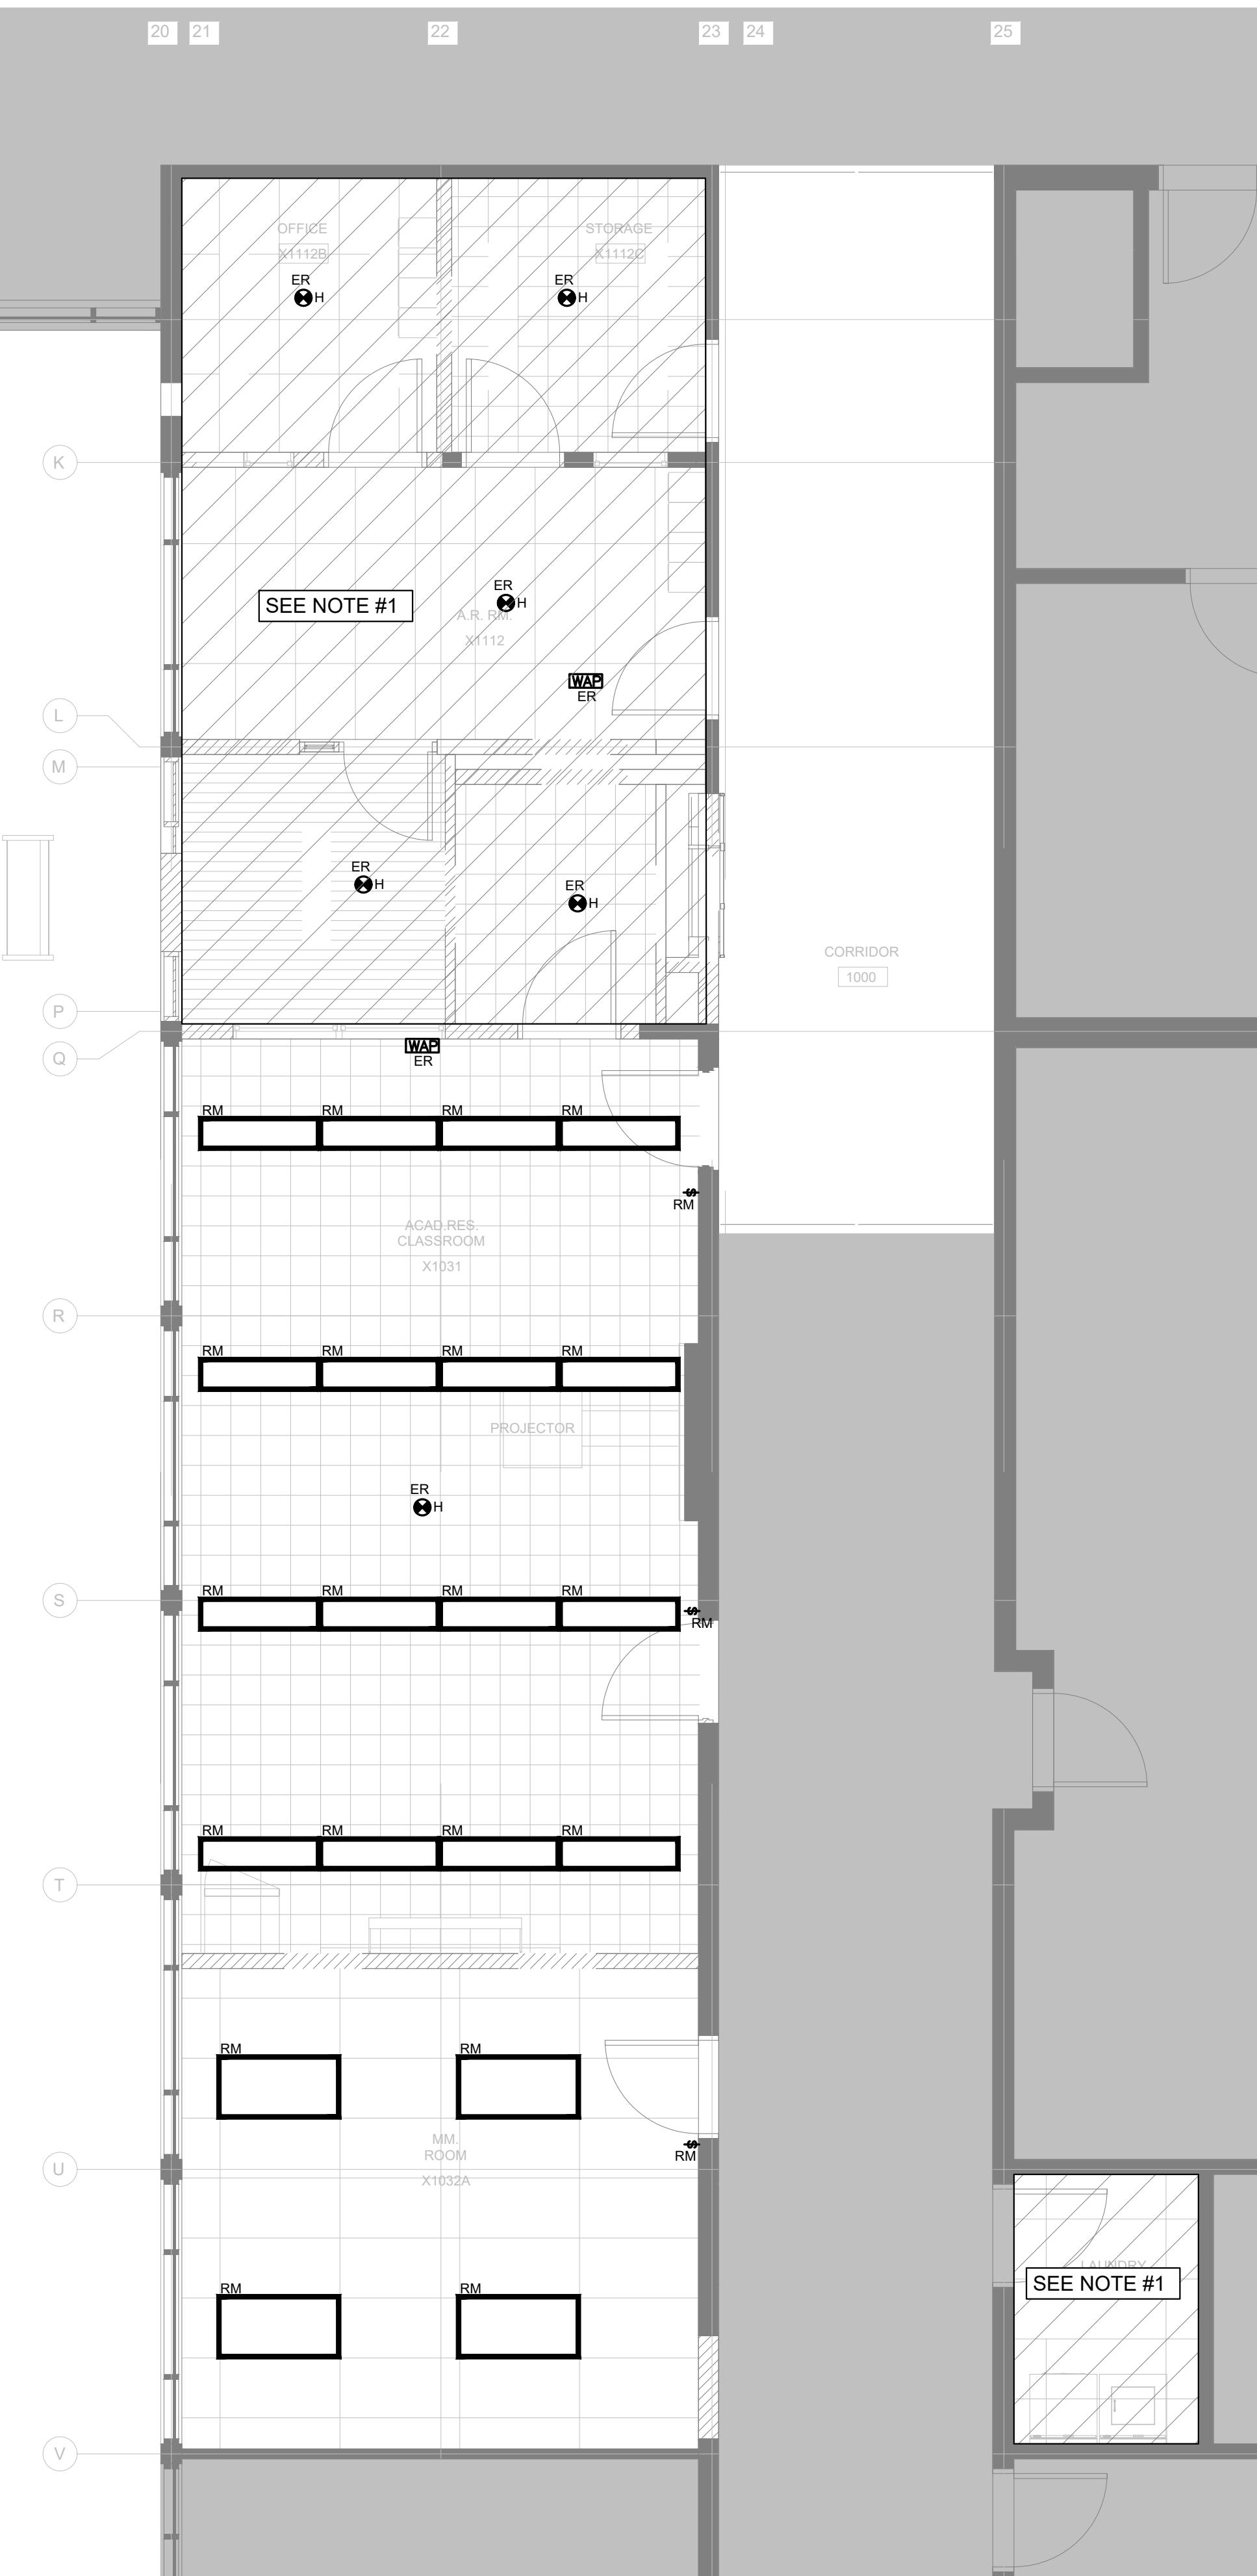 20 21 22 23 24 25
OFFICE
X1112B
STORAGE
X1112C
ER
H
ER
H
K
SEE NOTE #1
ER
H
A.R. RM.
X1112
WAP
ER
L
M
ER
H
ER
H
CORRIDOR
1000
P
Q
WAP
ER
RM RM RM RM
$
RM
ACAD.RES.
CLASSROOM
X1031
R
RM RM RM RM
PROJECTOR
ER
H
S
RM RM RM RM
$
RM
RM RM RM RM
T
RM RM
MM.
ROOM
X1032A
$
RM
U
LAUNDRY
SEE NOTE #1
RM RM
V